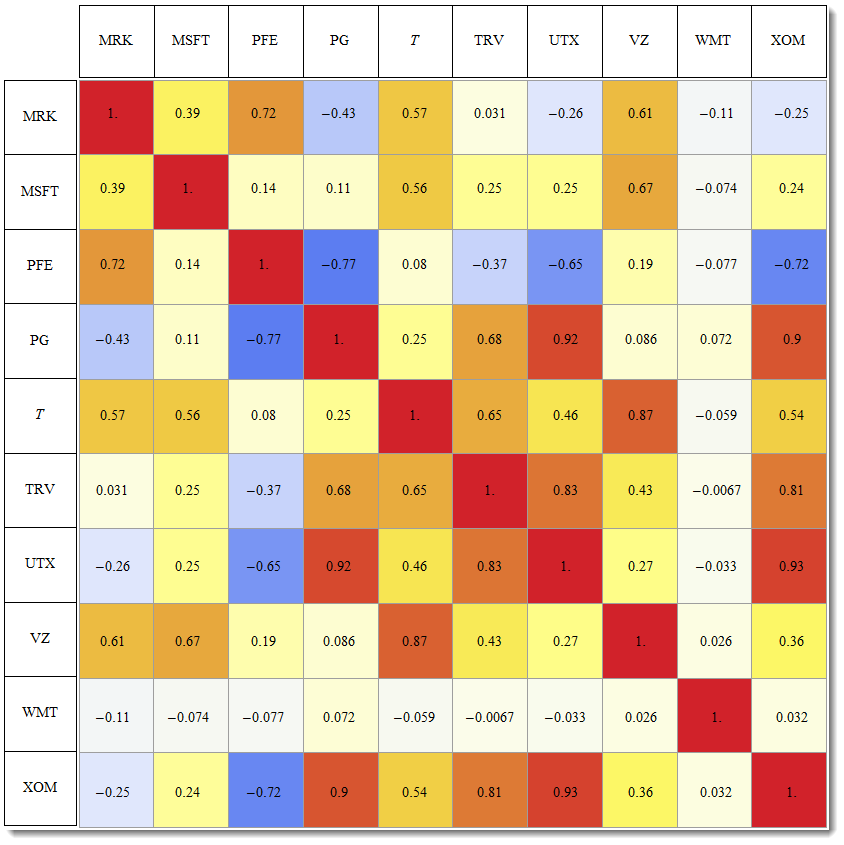 MRK MSFT PFE PG T TRV UTX VZ WMT XOM
MRK 1. 0.39 0.72 −0.43 0.57 0.031 −0.26 0.61 −0.11 −0.25
MSFT 0.39 1. 0.14 0.11 0.56 0.25 0.25 0.67 −0.074 0.24
PFE 0.72 0.14 1. −0.77 0.08 −0.37 −0.65 0.19 −0.077 −0.72
PG −0.43 0.11 −0.77 1. 0.25 0.68 0.92 0.086 0.072 0.9
T 0.57 0.56 0.08 0.25 1. 0.65 0.46 0.87 −0.059 0.54
TRV 0.031 0.25 −0.37 0.68 0.65 1. 0.83 0.43 −0.0067 0.81
UTX −0.26 0.25 −0.65 0.92 0.46 0.83 1. 0.27 −0.033 0.93
VZ 0.61 0.67 0.19 0.086 0.87 0.43 0.27 1. 0.026 0.36
WMT −0.11 −0.074 −0.077 0.072 −0.059 −0.0067 −0.033 0.026 1. 0.032
XOM −0.25 0.24 −0.72 0.9 0.54 0.81 0.93 0.36 0.032 1.